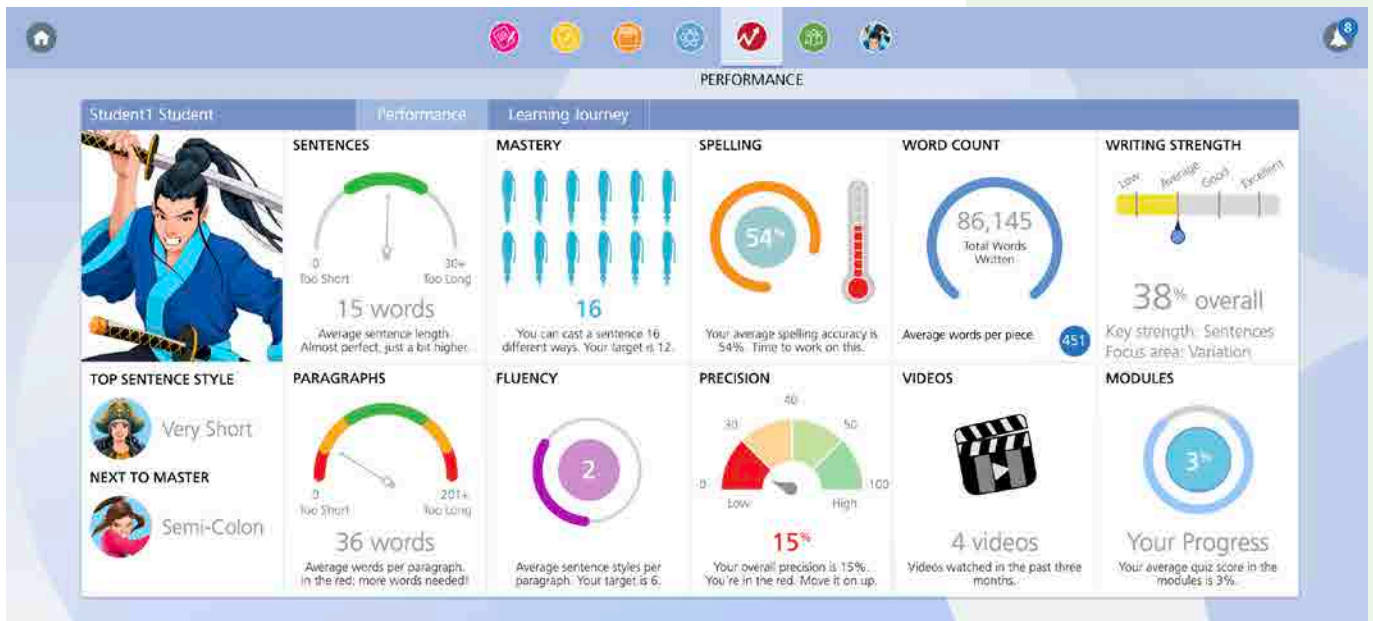 8
PERFORMANCE
Student1 Student
Performance
Learning Journey
SENTENCES
0
30+
Too Short
Too Long
15 words
Average sentence length.
Almost perfect, just a bit higher.
MASTERY
16
You can cast a sentence 16
different ways. Your target is 12.
SPELLING
54%
Your average spelling accuracy is
54%. Time to work on this.
WORD COUNT
86,145
Total Words
Written
Average words per piece.
451
WRITING STRENGTH
Low
Average
Good
Excellent
38% overall
Key strength: Sentences
Focus area: Variation
TOP SENTENCE STYLE
Very Short
NEXT TO MASTER
Semi-Colon
PARAGRAPHS
0
201+
Too Short
Too Long
36 words
Average words per paragraph.
In the red; more words needed!
FLUENCY
2
Average sentence styles per
paragraph. Your target is 6.
PRECISION
40
30
50
0
100
Low
High
15%
Your overall precision is 15%.
You're in the red. Move it on up.
VIDEOS
4 videos
Videos watched in the past three
months.
MODULES
3%
Your Progress
Your average quiz score in the
modules is 3%.